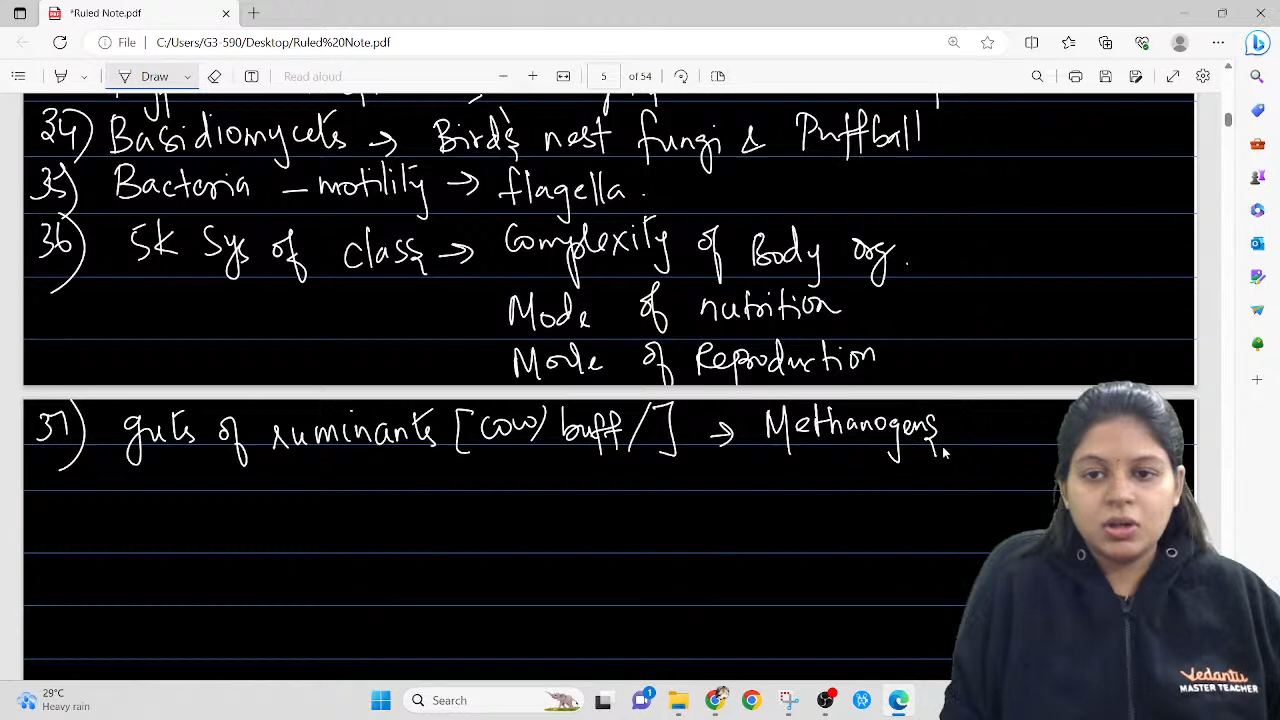 *Ruled Note.pdf
File C:/Users/G3-590/Desktop/Ruled%20Note.pdf
Draw Read aloud 5 of 54
34) Basidiomycets → Bird's nest fungi & Puffball
35) Bacteria – motility → flagella.
36) 5K Sys of class → Complexity of Body org.
Mode of nutrition
Mode of Reproduction
37) guts of ruminants [cow/buff/] → Methanogens
Vedantu
MASTER TEACHER
29°C
Heavy rain
Search
1